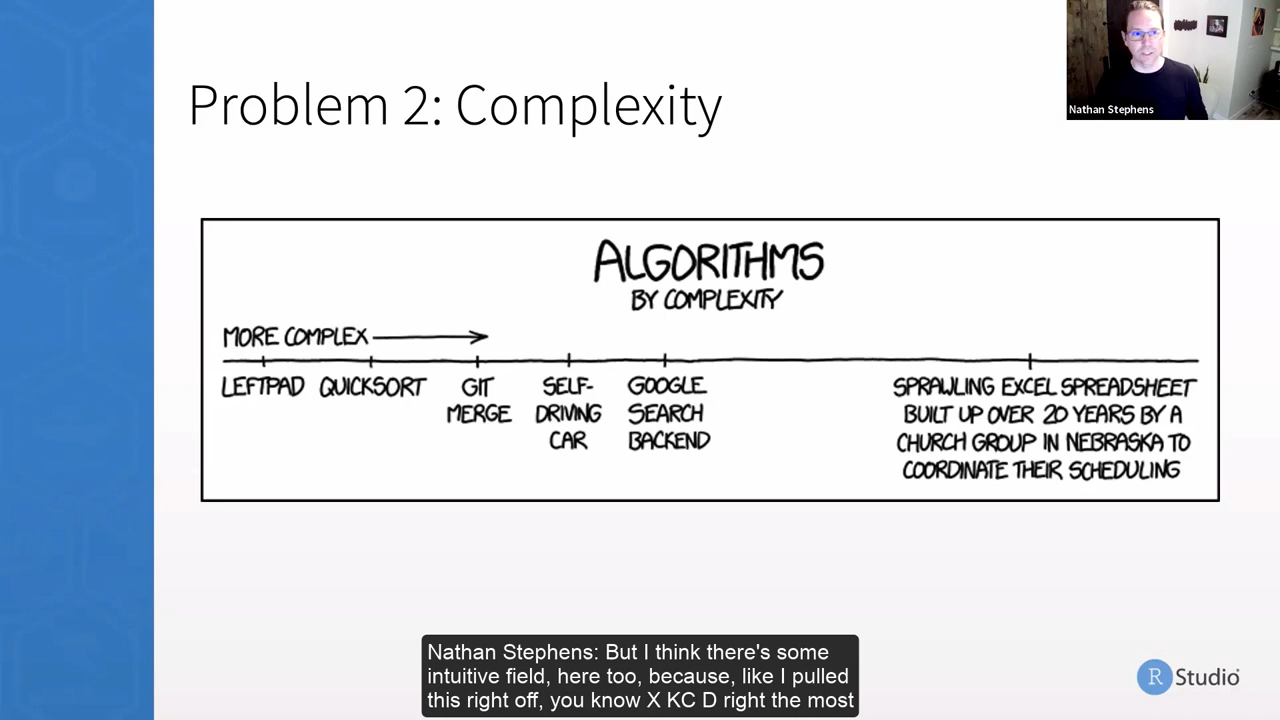 Problem 2: Complexity
Nathan Stephens
ALGORITHMS
BY COMPLEXITY
MORE COMPLEX
LEFTPAD
QUICKSORT
GIT
MERGE
SELF-
DRIVING
CAR
GOOGLE
SEARCH
BACKEND
SPRAWLING EXCEL SPREADSHEET
BUILT UP OVER 20 YEARS BY A
CHURCH GROUP IN NEBRASKA TO
COORDINATE THEIR SCHEDULING
Nathan Stephens: But I think there's some
intuitive field, here too, because, like I pulled
this right off, you know X KC D right the most
R Studio